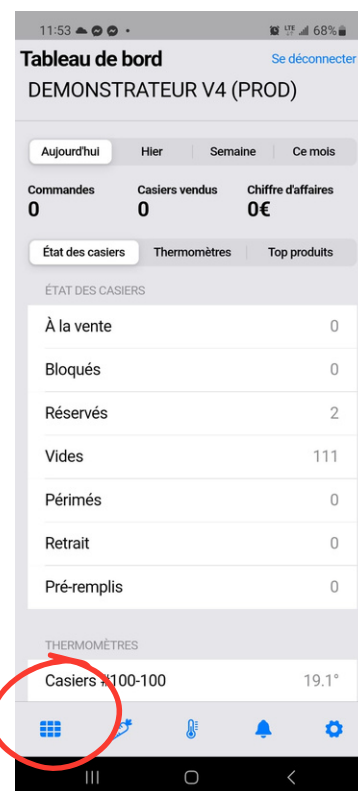 11:53
LTE 68%
Tableau de bord Se déconnecter
DEMONSTRATEUR V4 (PROD)
Aujourd'hui Hier Semaine Ce mois
Commandes Casiers vendus Chiffre d'affaires
0 0 0€
État des casiers Thermomètres Top produits
ÉTAT DES CASIERS
À la vente 0
Bloqués 0
Réservés 2
Vides 111
Périmés 0
Retrait 0
Pré-remplis 0
THERMOMÈTRES
Casiers #100-100 19.1°